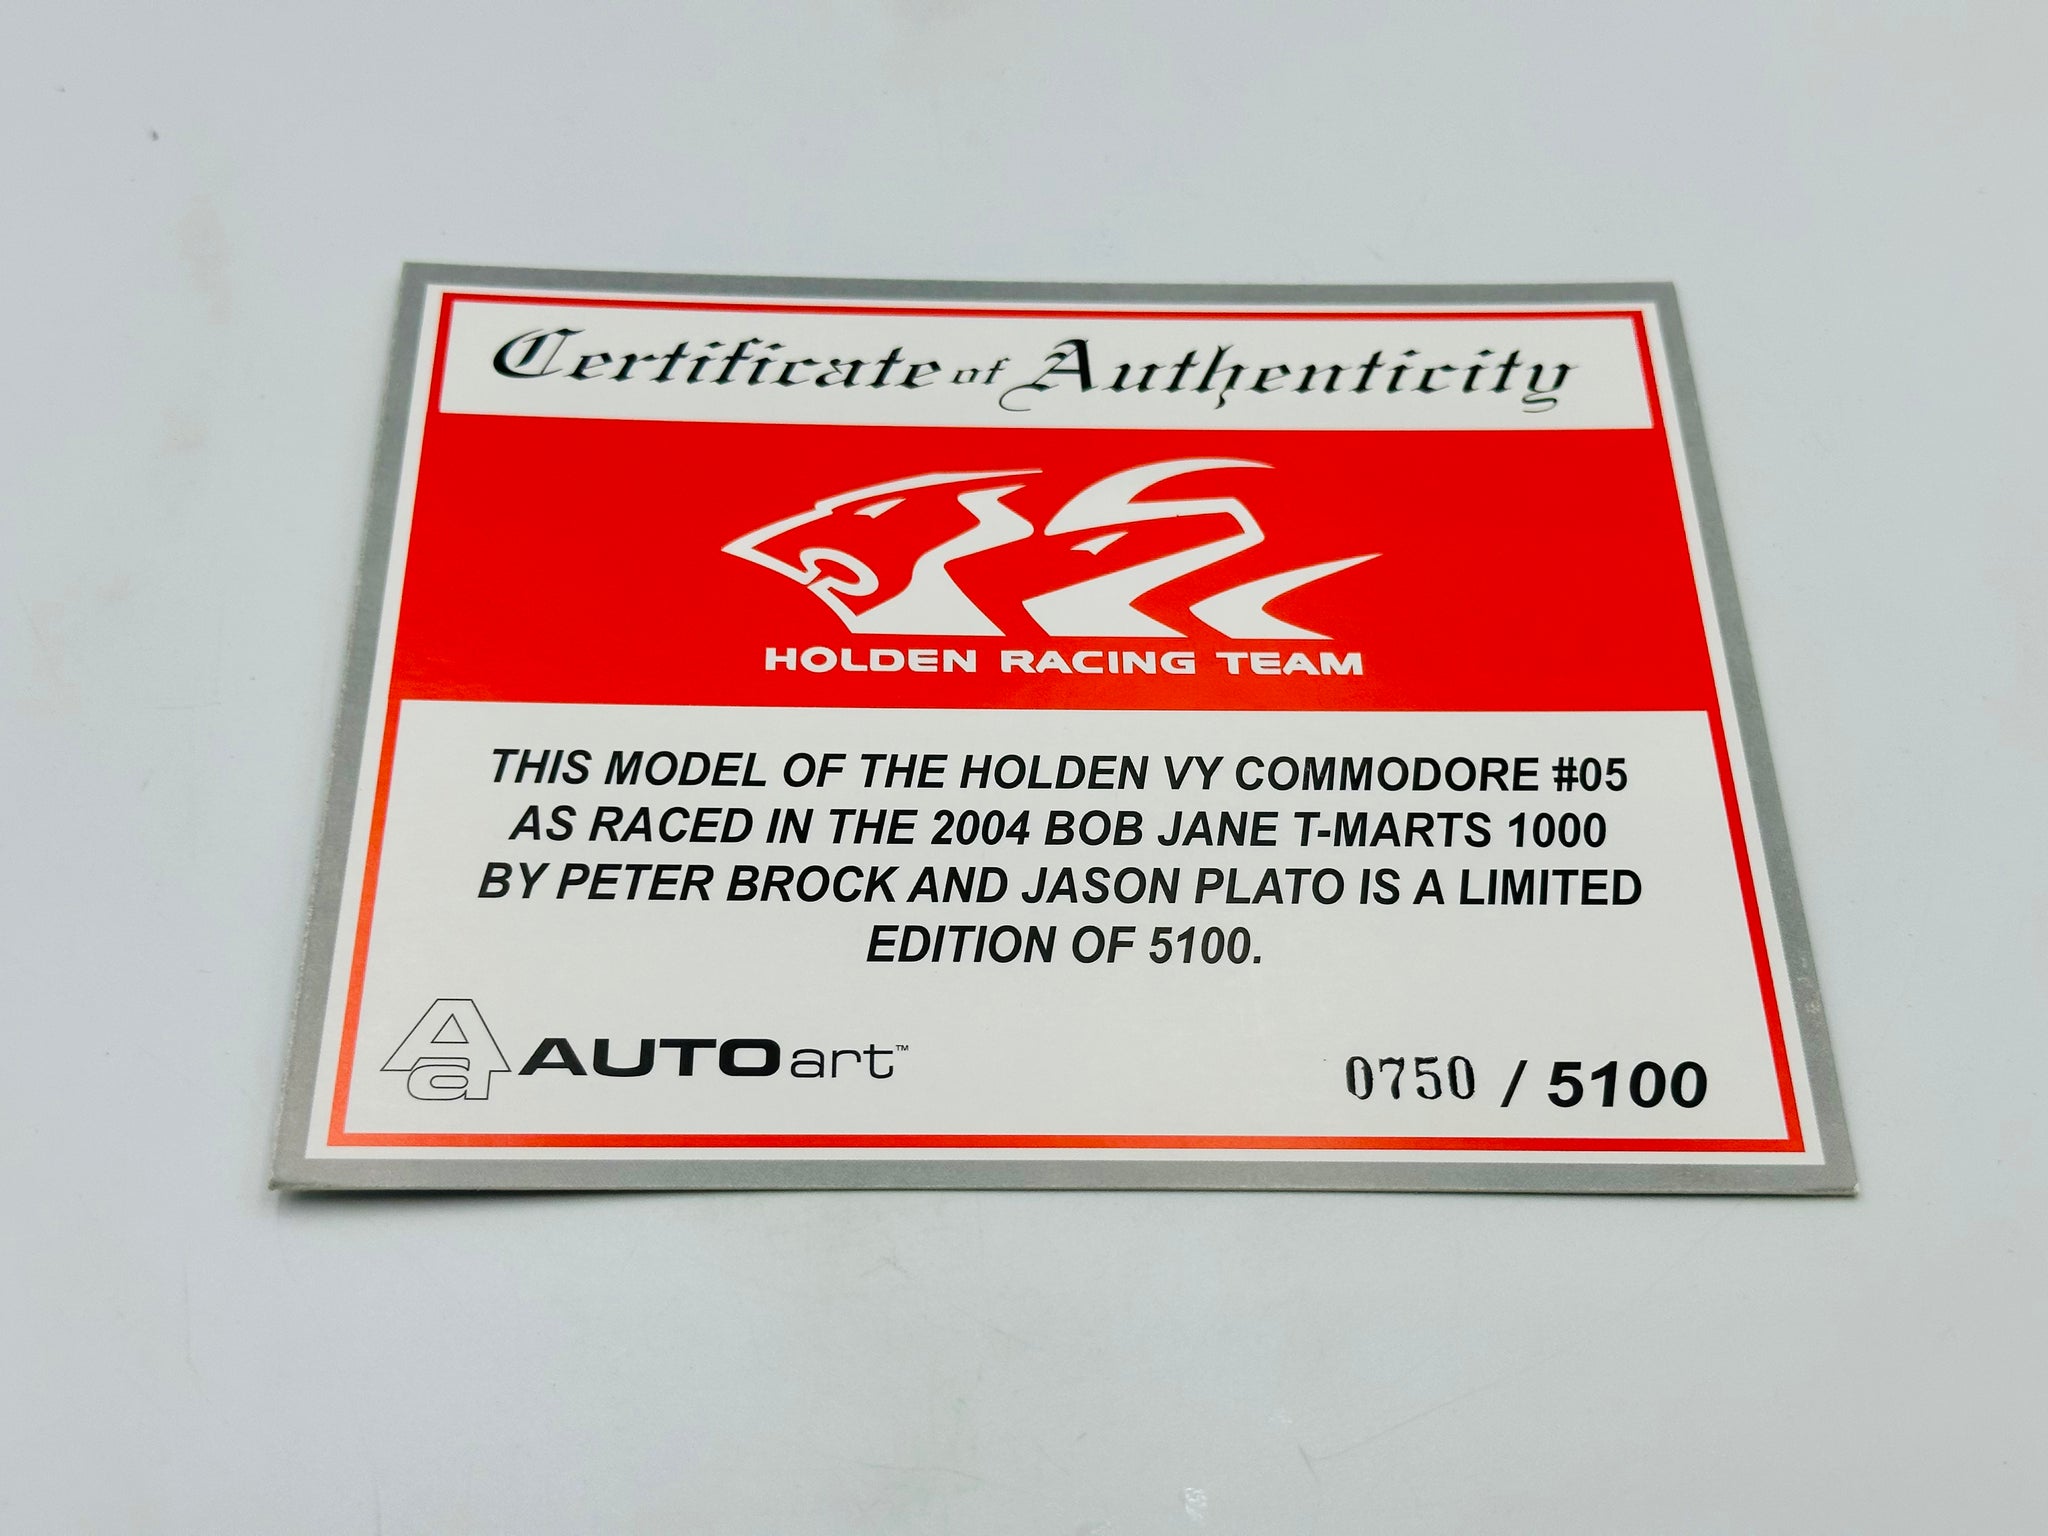 Certificate of Authenticity
HOLDEN RACING TEAM
THIS MODEL OF THE HOLDEN VY COMMODORE #05
AS RACED IN THE 2004 BOB JANE T-MARTS 1000
BY PETER BROCK AND JASON PLATO IS A LIMITED
EDITION OF 5100.
Aa AUTOart™
0750 / 5100